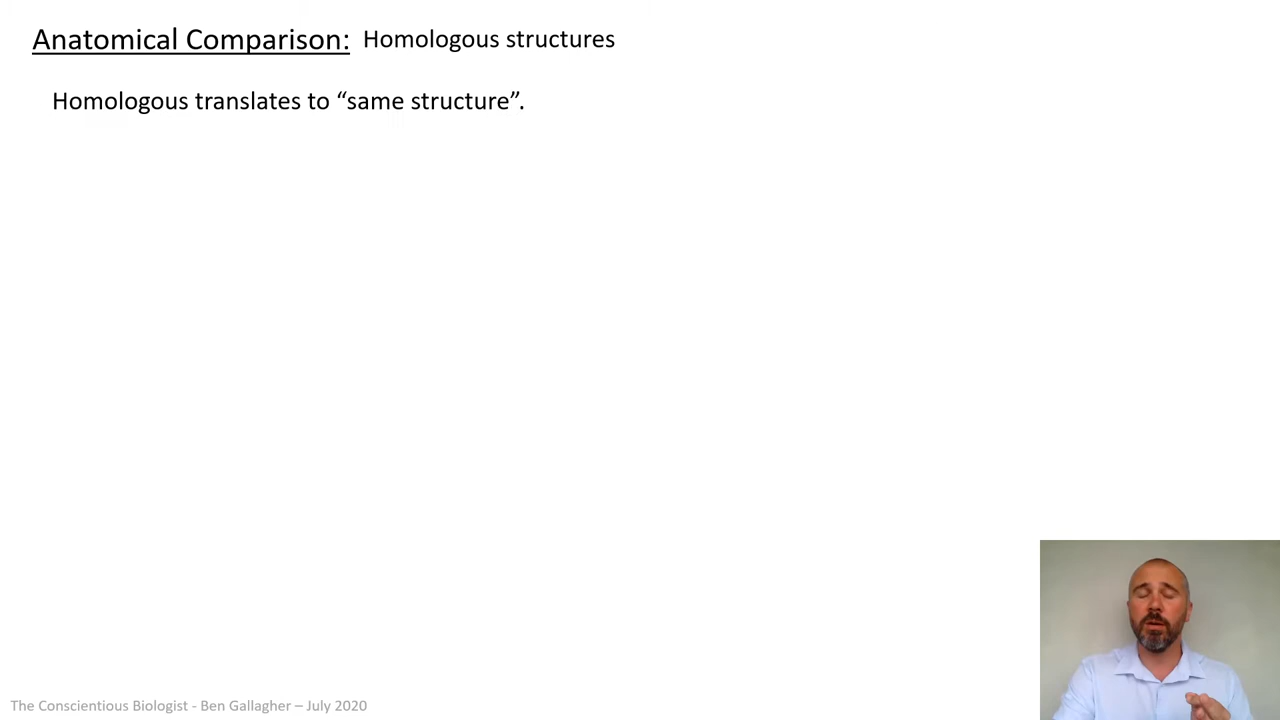 Anatomical Comparison: Homologous structures
Homologous translates to “same structure”.
The Conscientious Biologist - Ben Gallagher – July 2020